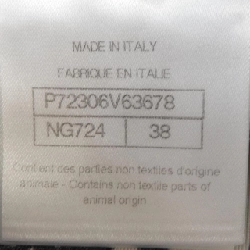 MADE IN ITALY
FABRIQUE EN ITALIE
P72306V63678
NG724 38
Contient des parties non textiles d'origine
animale - Contains non textile parts of
animal origin